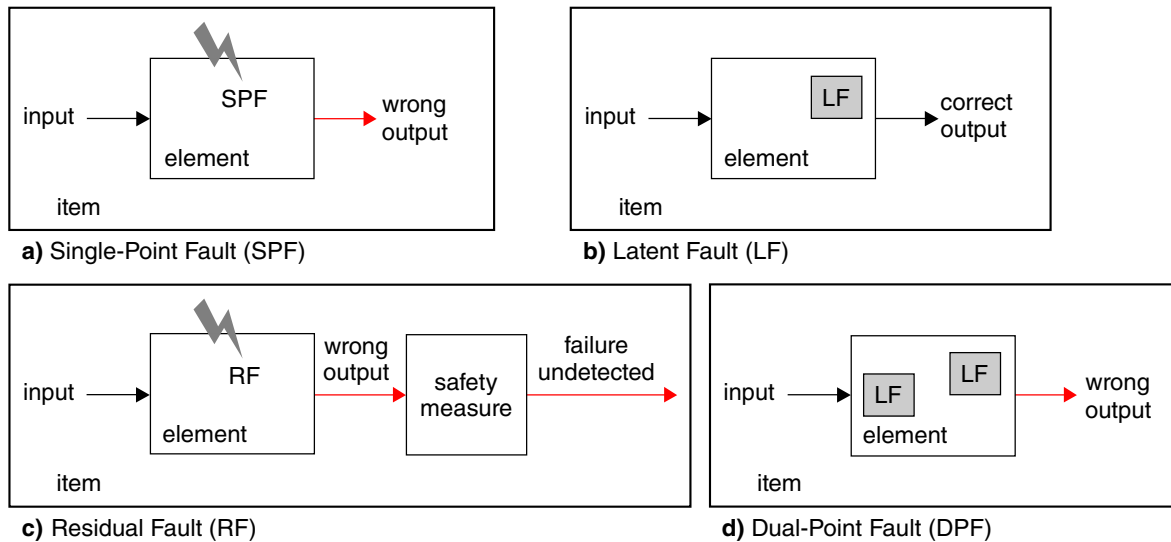 SPF
input
wrong
output
element
item
a) Single-Point Fault (SPF)
LF
input
correct
output
element
item
b) Latent Fault (LF)
RF
input
wrong
output
safety
measure
failure
undetected
element
item
c) Residual Fault (RF)
LF
LF
input
wrong
output
element
item
d) Dual-Point Fault (DPF)